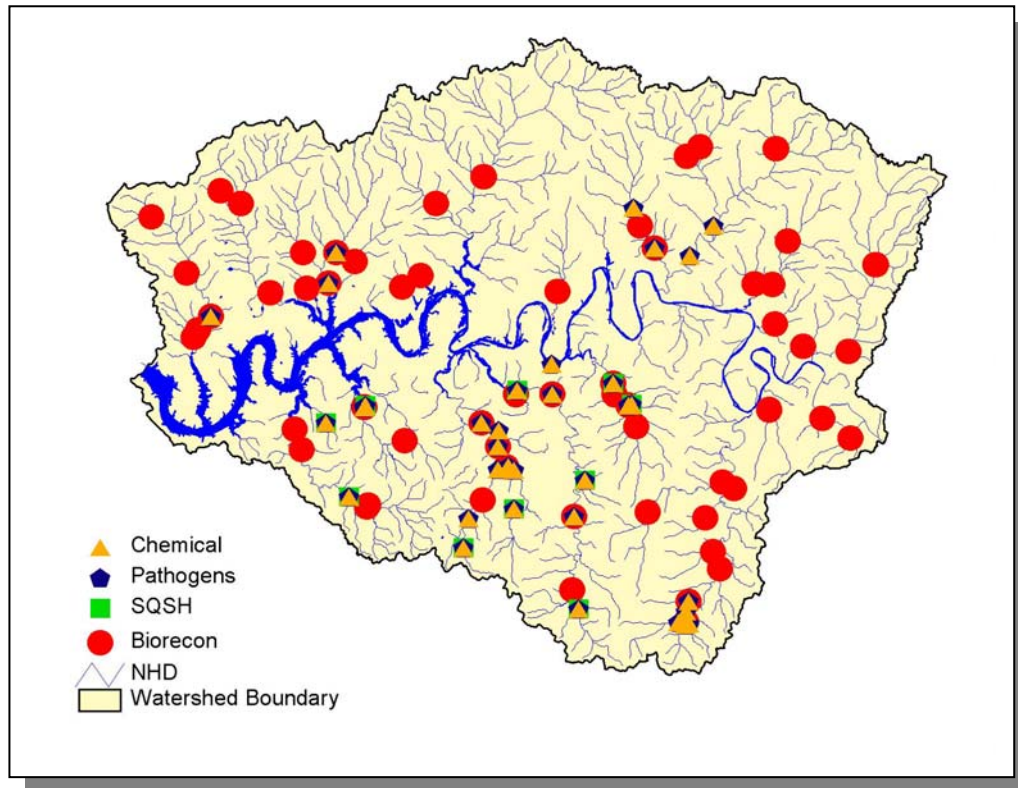 Chemical
Pathogens
SQSH
Biorecon
NHD
Watershed Boundary